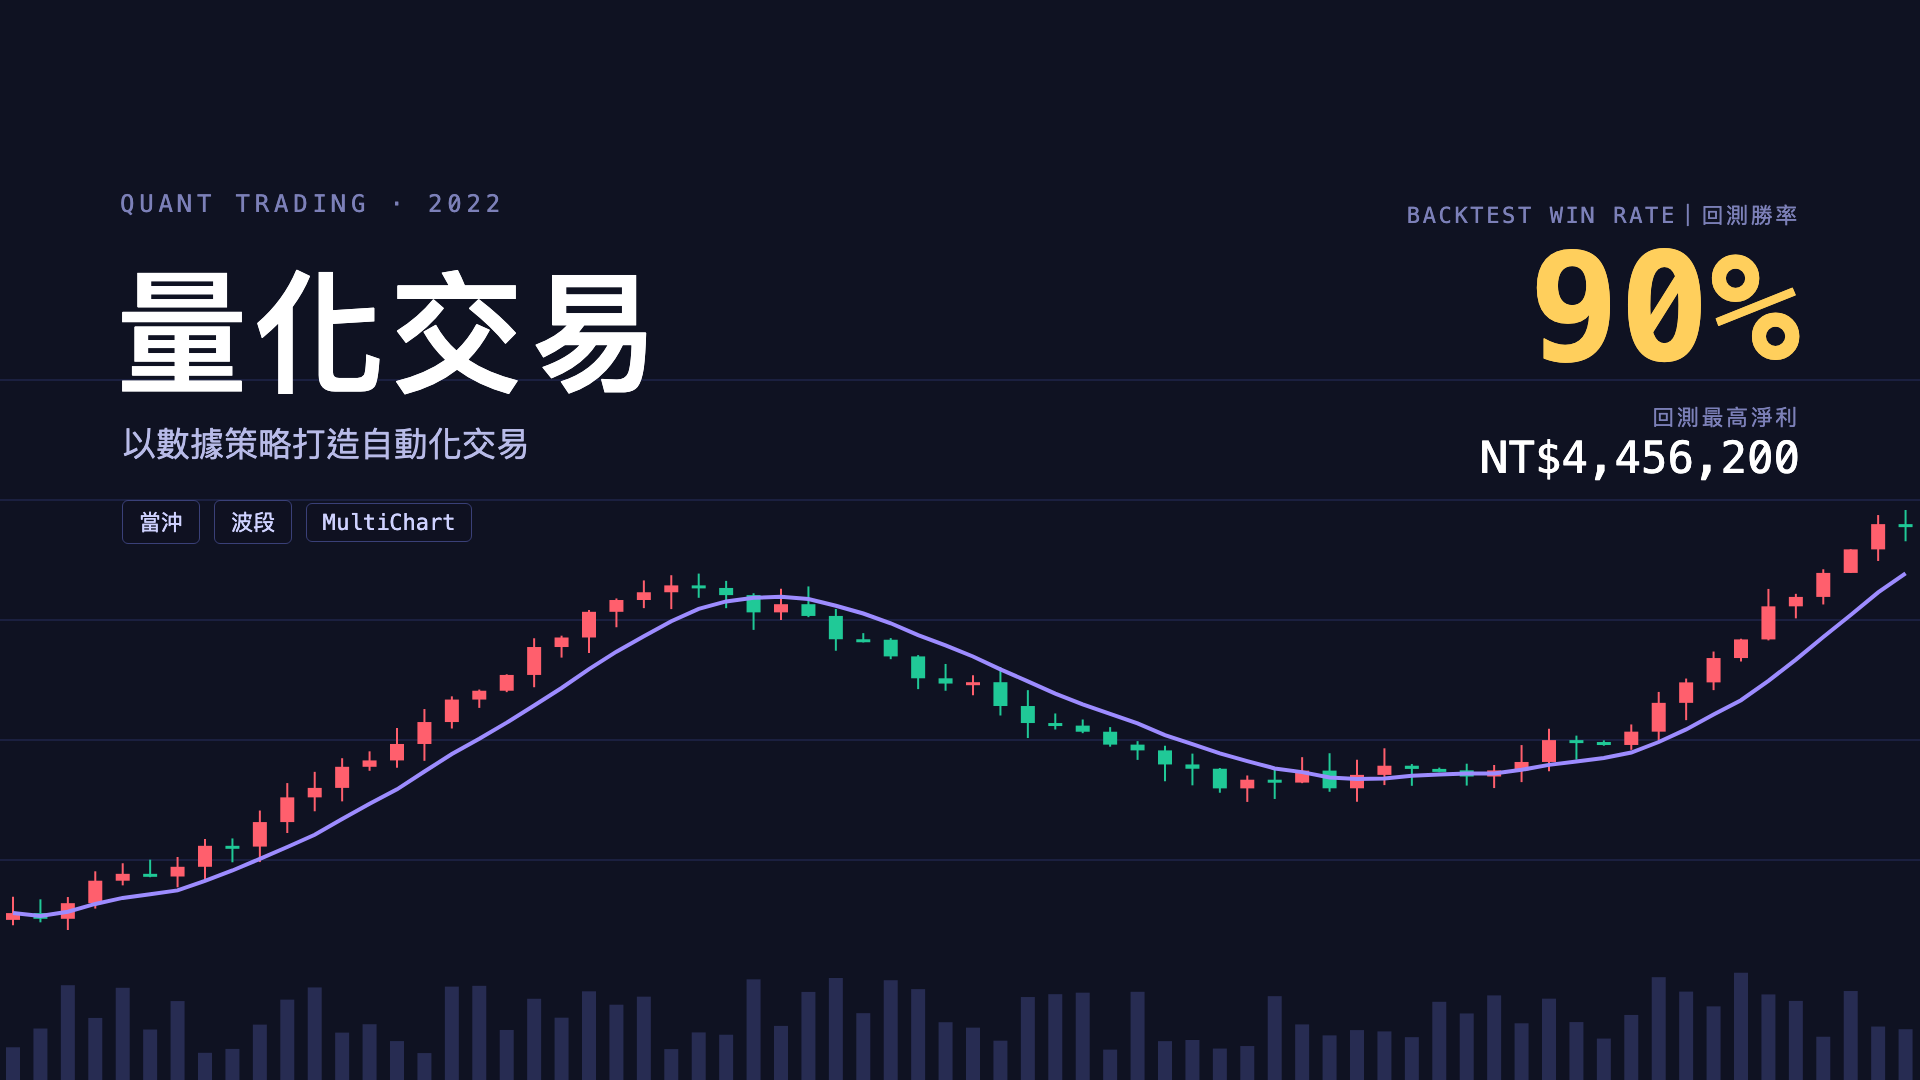 QUANT TRADING · 2022
量化交易
以數據策略打造自動化交易
當沖
波段
MultiChart
BACKTEST WIN RATE｜回測勝率
90%
回測最高淨利
NT$4,456,200